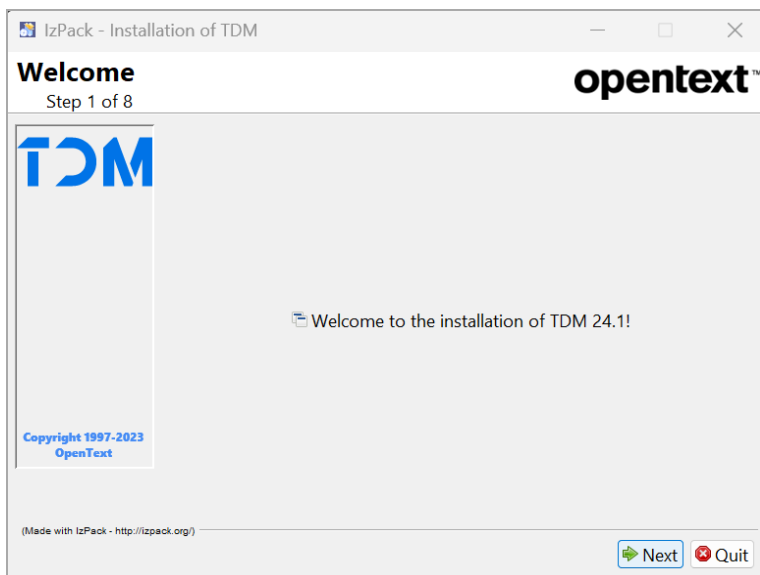 IzPack - Installation of TDM
Welcome
Step 1 of 8
opentext™
TDM
Welcome to the installation of TDM 24.1!
Copyright 1997-2023
OpenText
(Made with IzPack - http://izpack.org/)
Next
Quit